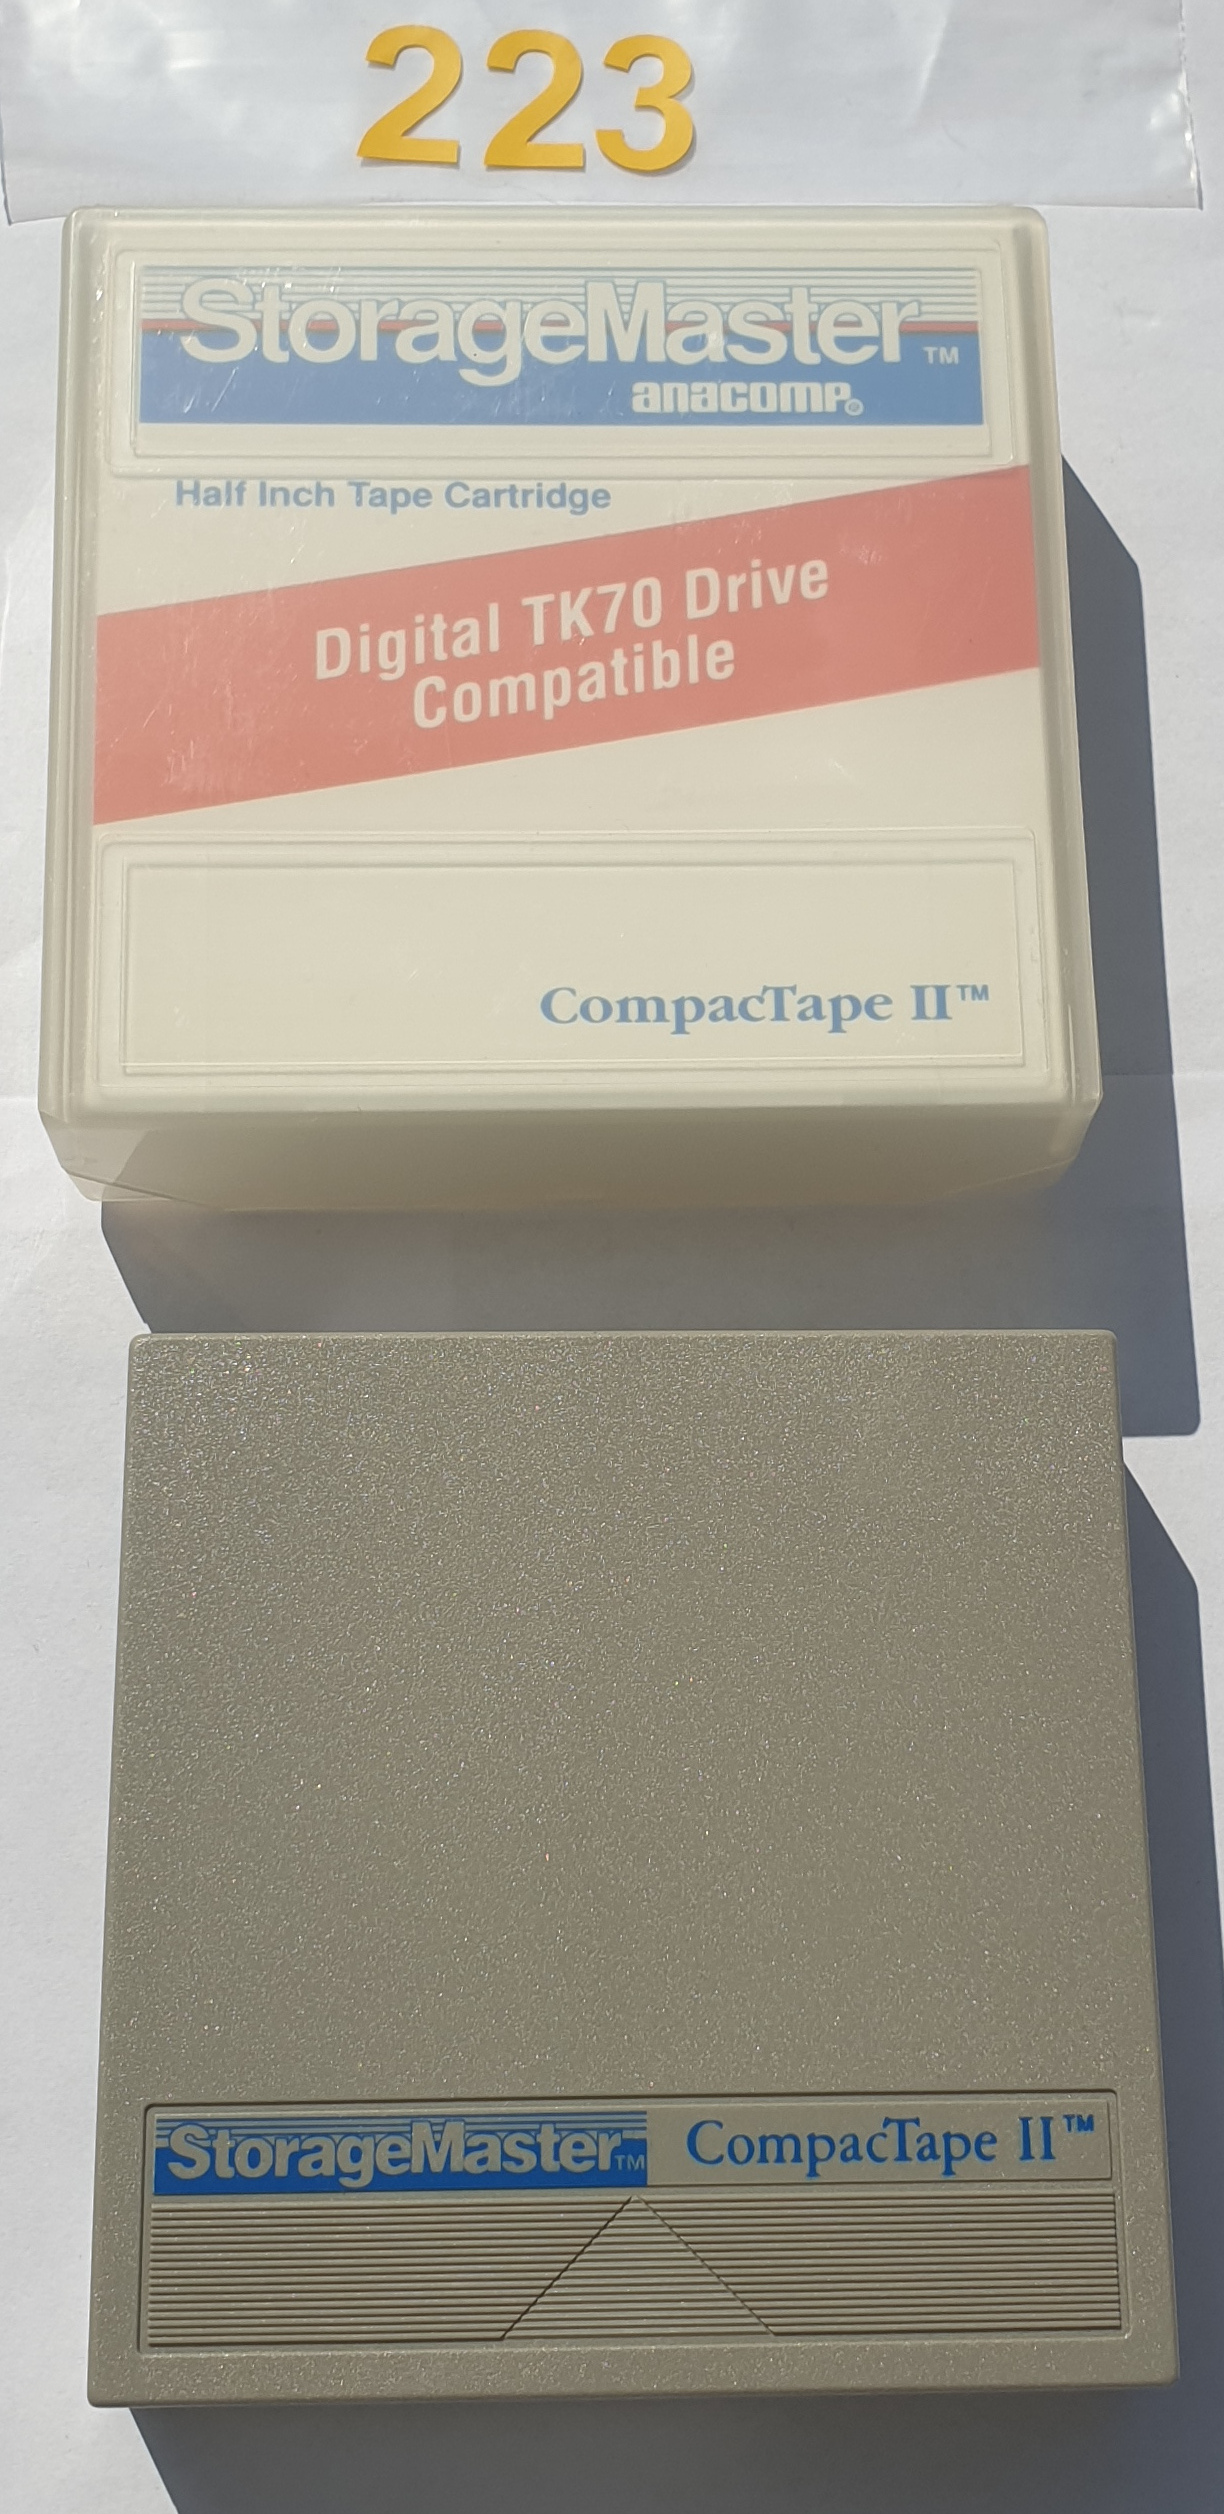 223
StorageMaster™
anacomp®
Half Inch Tape Cartridge
Digital TK70 Drive
Compatible
CompacTape II™
StorageMaster™ CompacTape II™